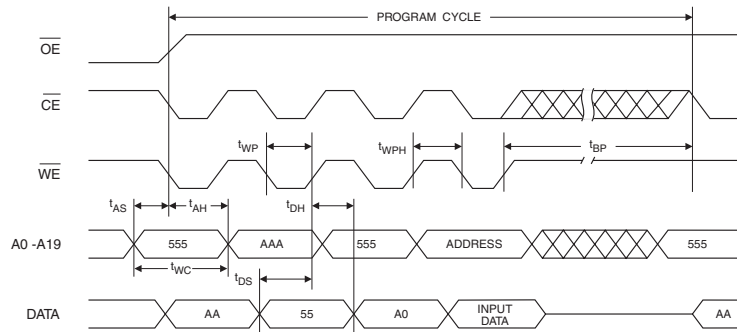 PROGRAM CYCLE
OE
CE
tWP
tWPH
tBP
WE
tAS
tAH
tDH
A0 -A19
555
AAA
555
ADDRESS
555
tWC
tDS
DATA
AA
55
A0
INPUT
DATA
AA